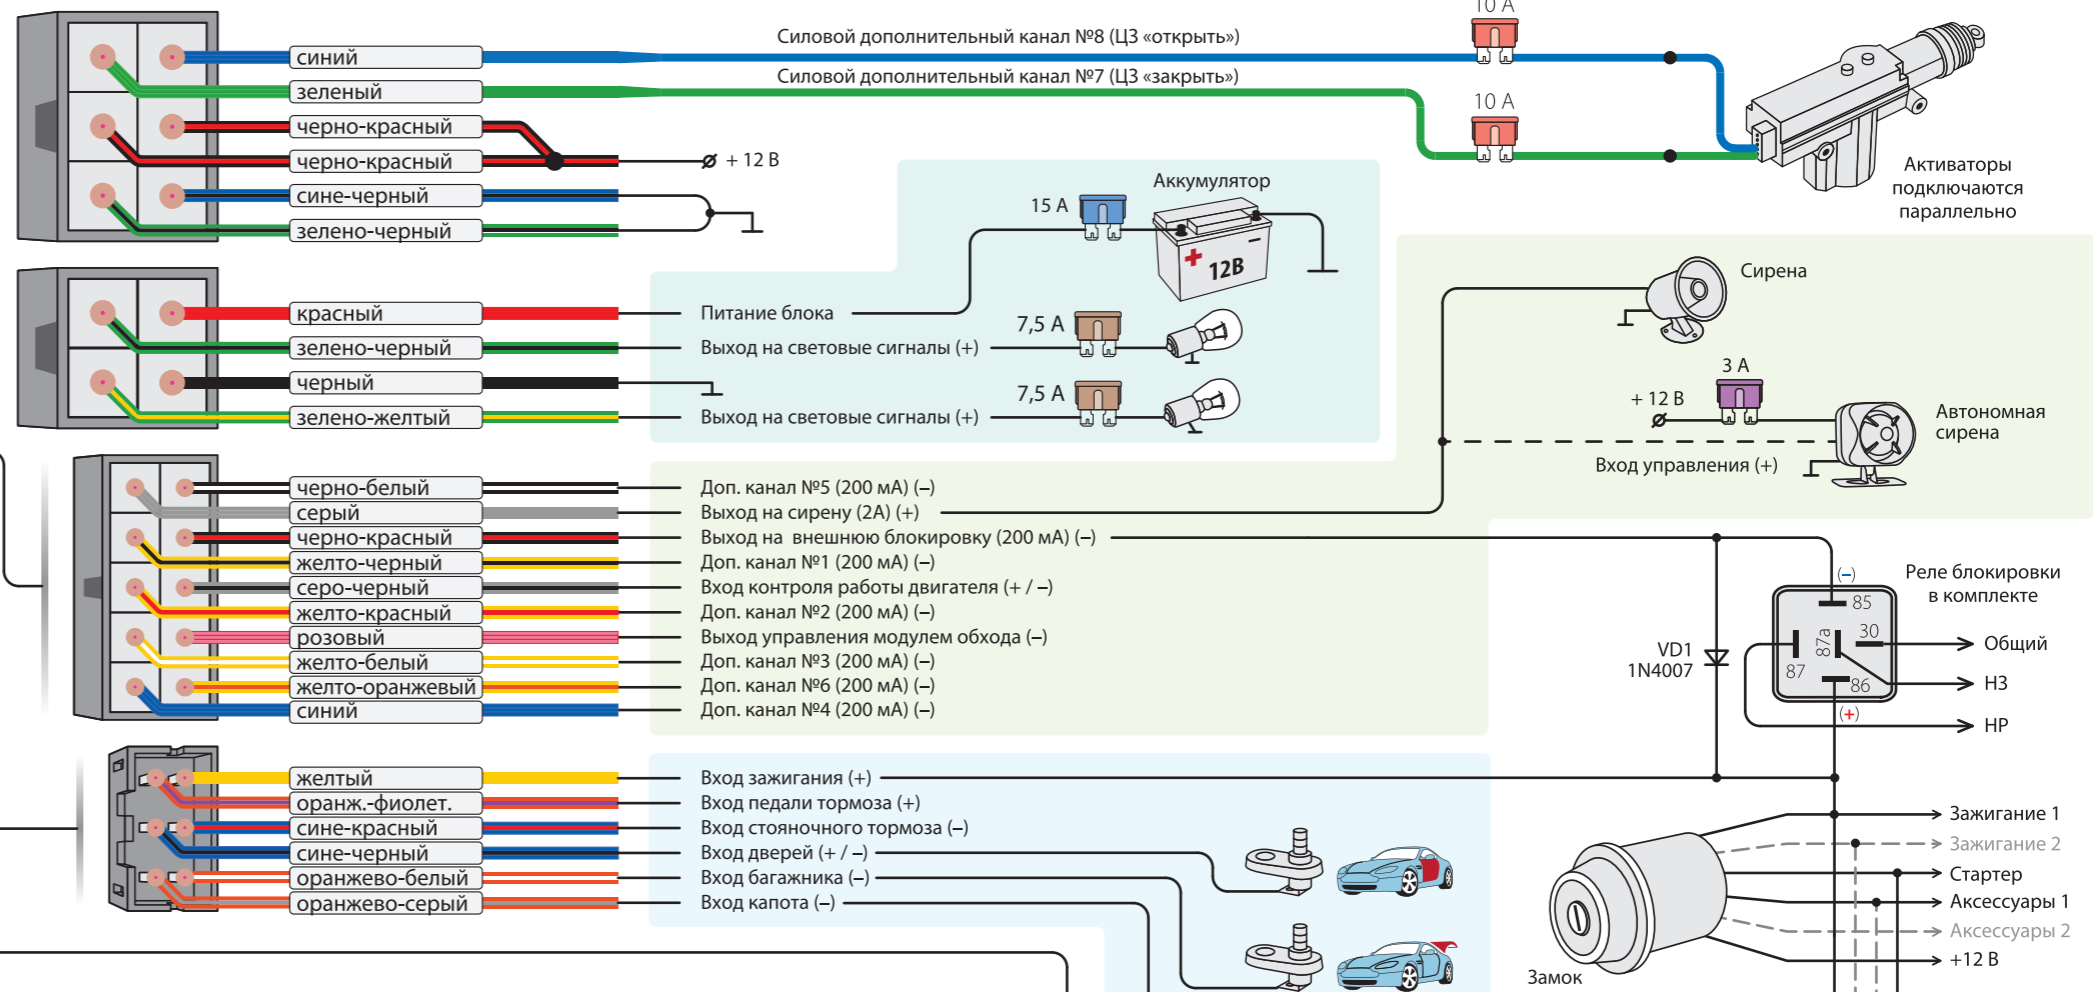 10 А
синий
Силовой дополнительный канал №8 (ЦЗ «открыть»)
зеленый
Силовой дополнительный канал №7 (ЦЗ «закрыть»)
10 А
черно-красный
черно-красный
+ 12 В
сине-черный
зелено-черный
Активаторы
подключаются
параллельно
Аккумулятор
15 А
12В
красный
Питание блока
зелено-черный
Выход на световые сигналы (+)
7,5 А
черный
зелено-желтый
Выход на световые сигналы (+)
7,5 А
Сирена
3 А
+ 12 В
Автономная
сирена
Вход управления (+)
черно-белый
Доп. канал №5 (200 мА) (–)
серый
Выход на сирену (2А) (+)
черно-красный
Выход на внешнюю блокировку (200 мА) (–)
желто-черный
Доп. канал №1 (200 мА) (–)
серо-черный
Вход контроля работы двигателя (+ / –)
желто-красный
Доп. канал №2 (200 мА) (–)
розовый
Выход управления модулем обхода (–)
желто-белый
Доп. канал №3 (200 мА) (–)
желто-оранжевый
Доп. канал №6 (200 мА) (–)
синий
Доп. канал №4 (200 мА) (–)
Реле блокировки
в комплекте
(–)
85
30
87а
87
86
(+)
VD1
1N4007
Общий
НЗ
НР
желтый
Вход зажигания (+)
оранж.-фиолет.
Вход педали тормоза (+)
сине-красный
Вход стояночного тормоза (–)
сине-черный
Вход дверей (+ / –)
оранжево-белый
Вход багажника (–)
оранжево-серый
Вход капота (–)
Зажигание 1
Зажигание 2
Стартер
Аксессуары 1
Аксессуары 2
+12 В
Замок